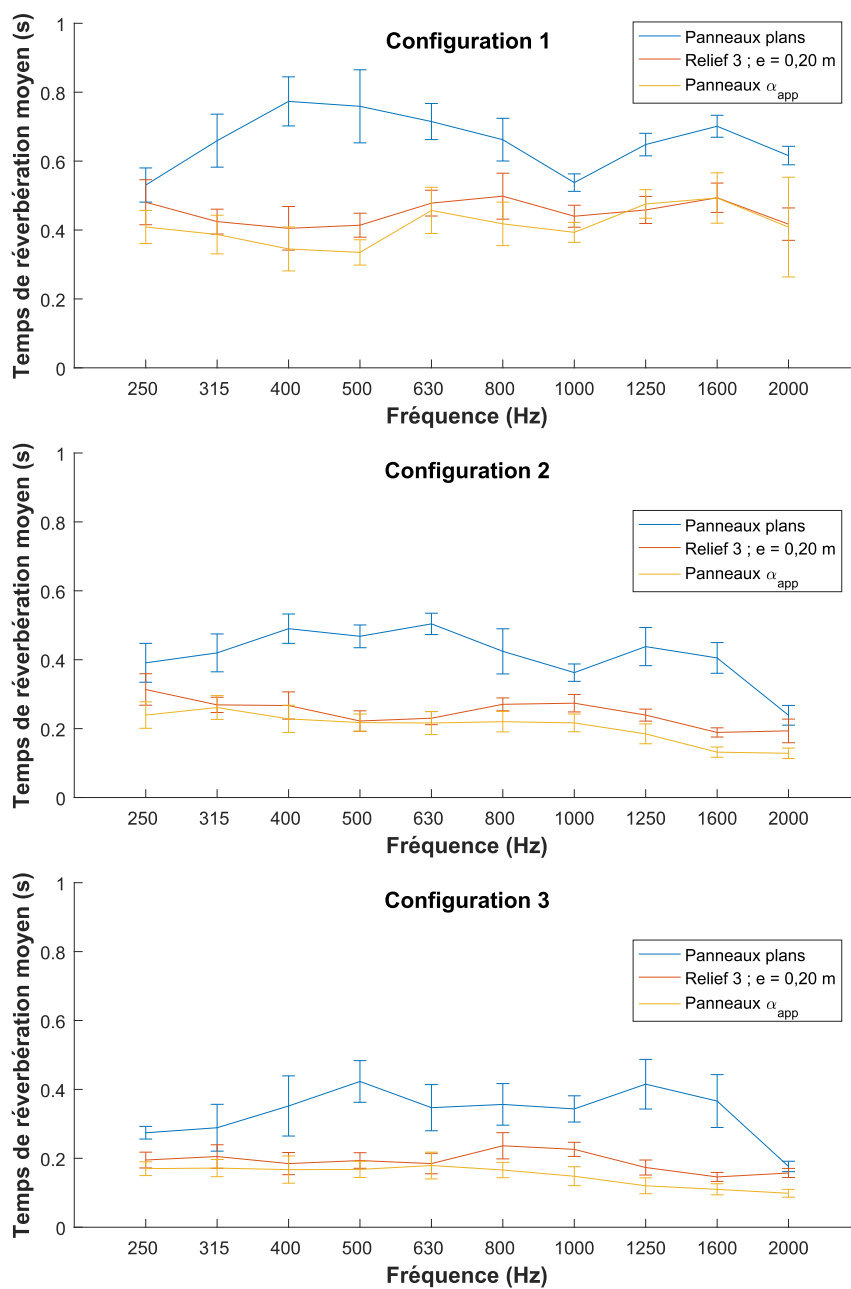 Configuration 1
Temps de réverbération moyen (s)
1
0.8
0.6
0.4
0.2
0
Panneaux plans
Relief 3 ; e = 0,20 m
Panneaux α_app
250 315 400 500 630 800 1000 1250 1600 2000
Fréquence (Hz)
Configuration 2
Temps de réverbération moyen (s)
1
0.8
0.6
0.4
0.2
0
Panneaux plans
Relief 3 ; e = 0,20 m
Panneaux α_app
250 315 400 500 630 800 1000 1250 1600 2000
Fréquence (Hz)
Configuration 3
Temps de réverbération moyen (s)
1
0.8
0.6
0.4
0.2
0
Panneaux plans
Relief 3 ; e = 0,20 m
Panneaux α_app
250 315 400 500 630 800 1000 1250 1600 2000
Fréquence (Hz)